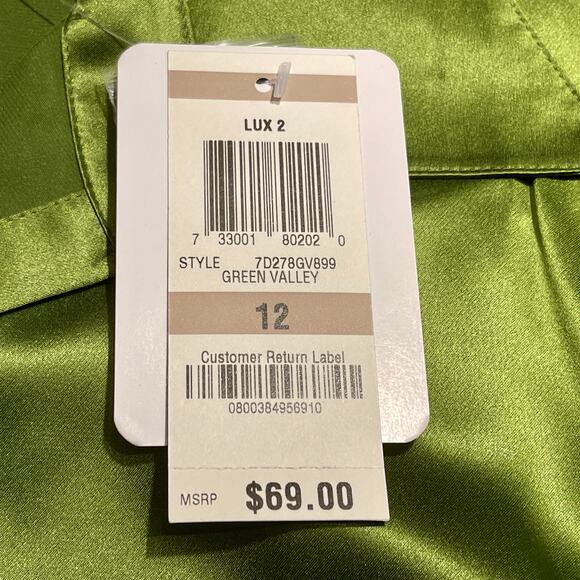 LUX 2
7 33001 80202 0
STYLE 7D278GV899
GREEN VALLEY
12
Customer Return Label
0800384956910
MSRP $69.00